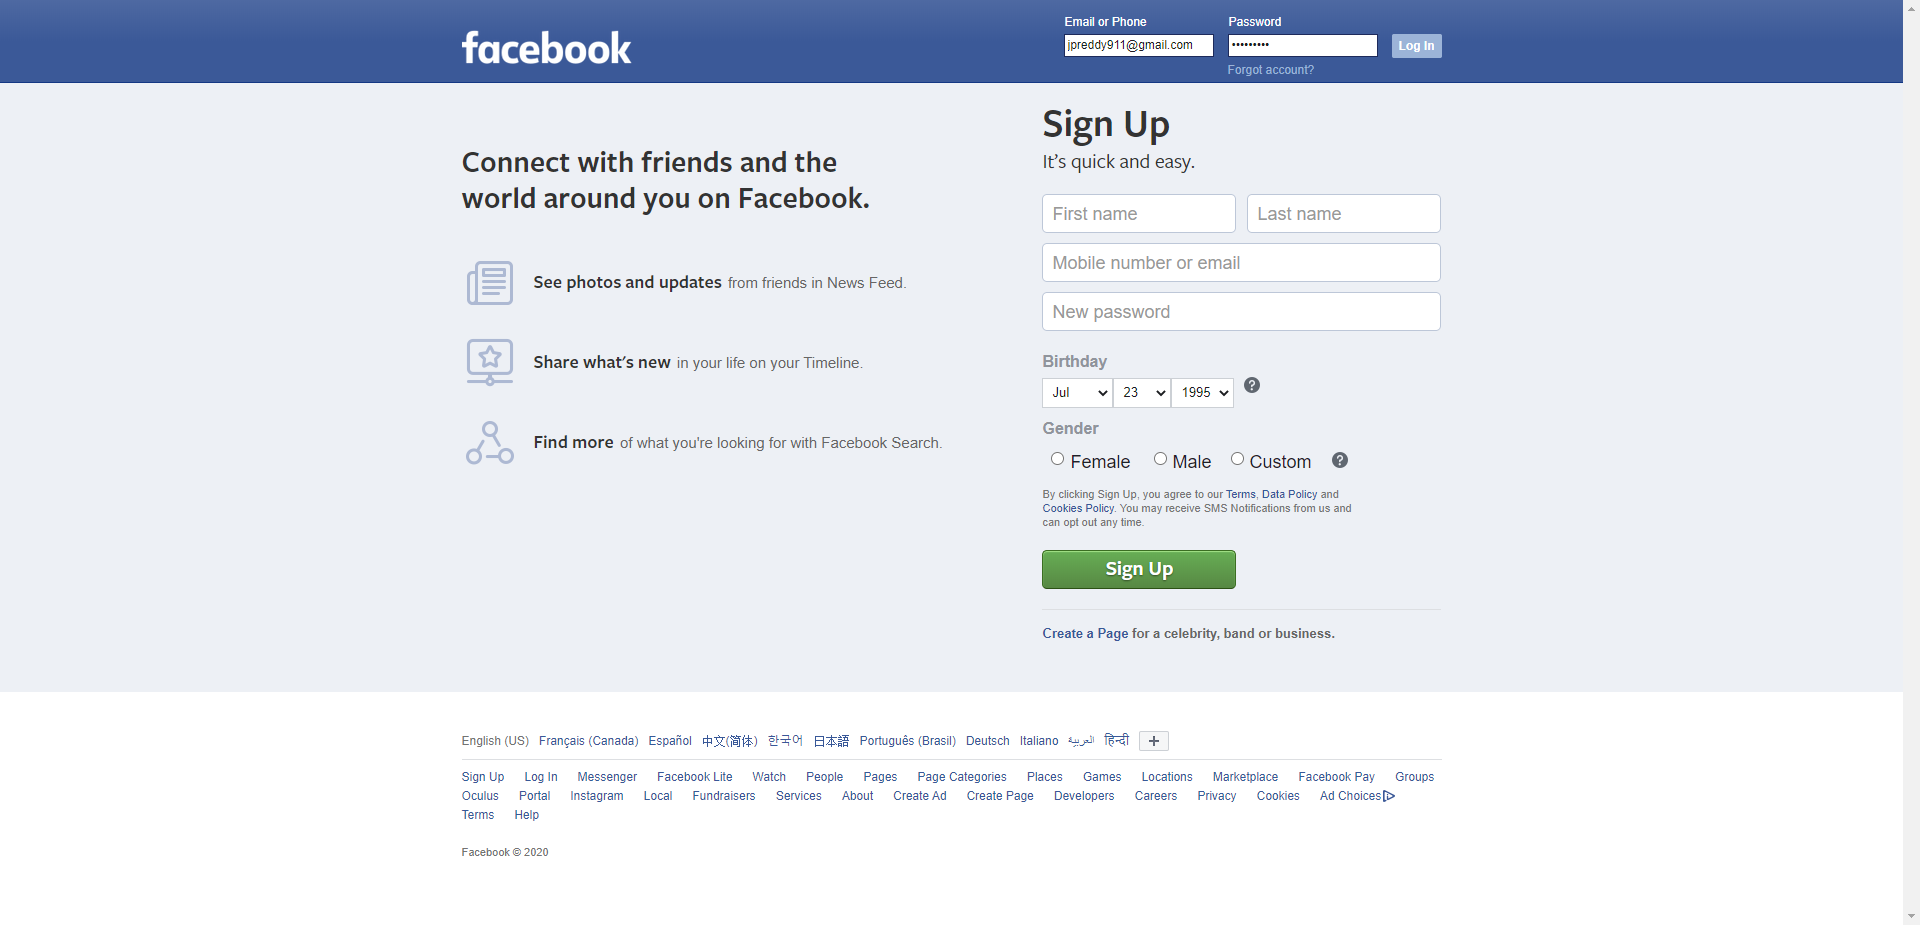 facebook
Email or Phone
Password
jpreddy911@gmail.com
•••••••••
Log In
Forgot account?
Connect with friends and the
world around you on Facebook.
See photos and updates from friends in News Feed.
Share what's new in your life on your Timeline.
Find more of what you're looking for with Facebook Search.
Sign Up
It's quick and easy.
First name
Last name
Mobile number or email
New password
Birthday
Jul 23 1995 ?
Gender
Female Male Custom ?
By clicking Sign Up, you agree to our Terms, Data Policy and
Cookies Policy. You may receive SMS Notifications from us and
can opt out any time.
Sign Up
Create a Page for a celebrity, band or business.
English (US) Français (Canada) Español 中文(简体) 한국어 日本語 Português (Brasil) Deutsch Italiano العربية हिन्दी +
Sign Up Log In Messenger Facebook Lite Watch People Pages Page Categories Places Games Locations Marketplace Facebook Pay Groups
Oculus Portal Instagram Local Fundraisers Services About Create Ad Create Page Developers Careers Privacy Cookies Ad Choices
Terms Help
Facebook © 2020